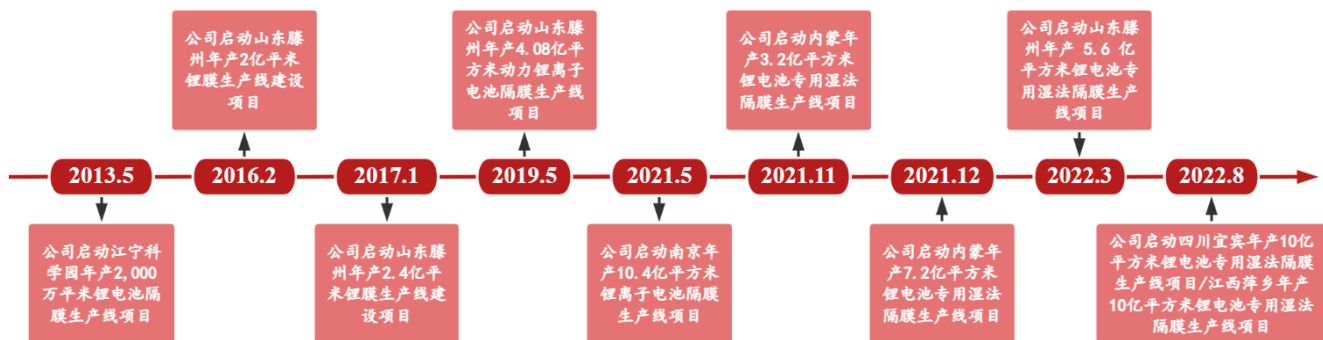 公司启动山东滕
州年产2亿平米
锂膜生产线建设
项目
公司启动山东滕
州年产4.08亿平
方米动力锂离子
电池隔膜生产线
项目
公司启动内蒙年
产3.2亿平方米
锂电池专用湿法
隔膜生产线项目
公司启动山东滕
州年产 5.6 亿
平方米锂电池专
用湿法隔膜生产
线项目
2013.5
2016.2
2017.1
2019.5
2021.5
2021.11
2021.12
2022.3
2022.8
公司启动江宁科
学园年产2,000
万平米锂电池隔
膜生产线项目
公司启动山东滕
州年产2.4亿平
米锂膜生产线建
设项目
公司启动南京年
产10.4亿平方米
锂离子电池隔膜
生产线项目
公司启动内蒙年
产7.2亿平方米
锂电池专用湿法
隔膜生产线项目
公司启动四川宜宾年产10亿
平方米锂电池专用湿法隔膜
生产线项目/江西萍乡年产
10亿平方米锂电池专用湿法
隔膜生产线项目